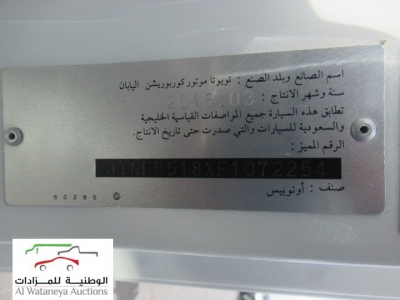 اسم الصانع وبلد الصنع : تويوتا موتور كوربوريشن اليابان
سنة وشهر الانتاج : 2015.03
تطابق هذه السيارة جميع المواصفات القياسية الخليجية
والسعودية للسيارات والتي صدرت حتى تاريخ الانتاج.
الرقم المميز :
صنف : أوتوبيس
60280
الوطنية للمزادات
Al Wataneya Auctions